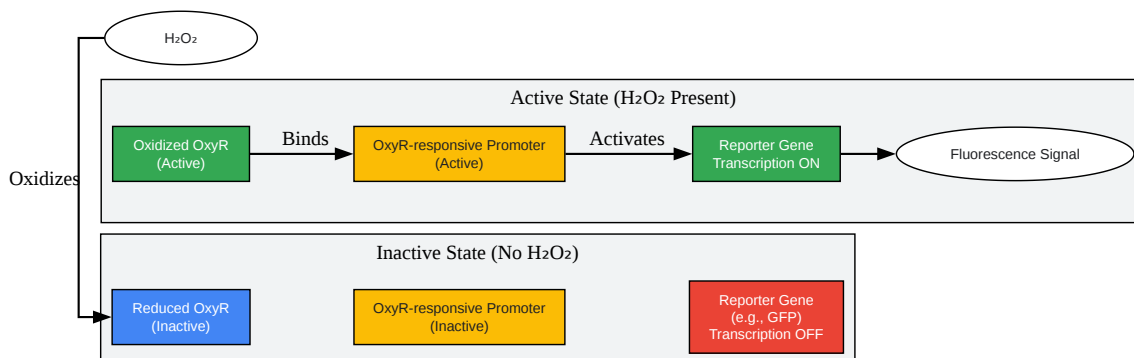 H₂O₂
Active State (H₂O₂ Present)
Oxidized OxyR
(Active)
Binds
OxyR-responsive Promoter
(Active)
Activates
Reporter Gene
Transcription ON
Fluorescence Signal
Oxidizes
Inactive State (No H₂O₂)
Reduced OxyR
(Inactive)
OxyR-responsive Promoter
(Inactive)
Reporter Gene
(e.g., GFP)
Transcription OFF